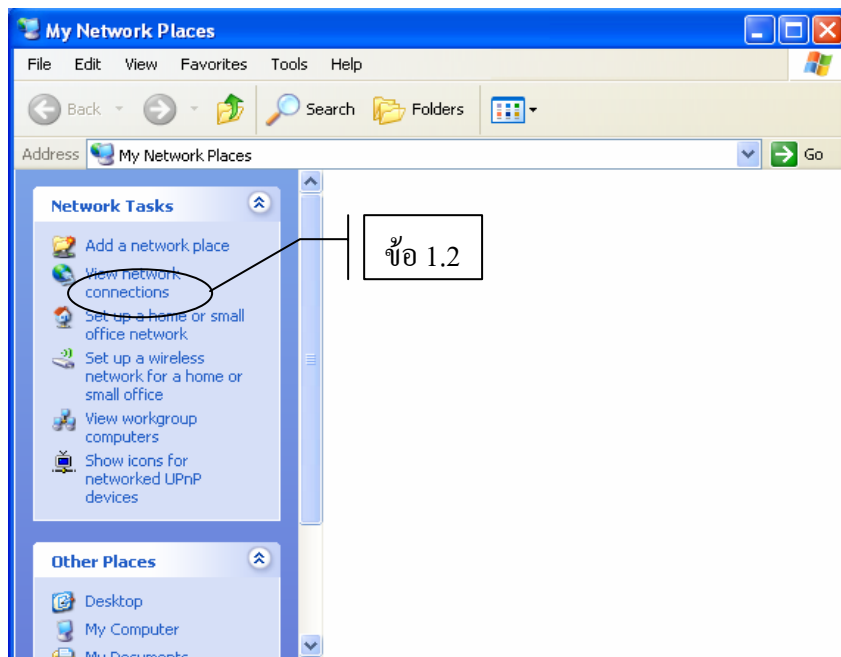 My Network Places
File Edit View Favorites Tools Help
Back Search Folders
Address My Network Places Go
Network Tasks
Add a network place
View network
connections
Set up a home or small
office network
Set up a wireless
network for a home or
small office
View workgroup
computers
Show icons for
networked UPnP
devices
ข้อ 1.2
Other Places
Desktop
My Computer
My Documents